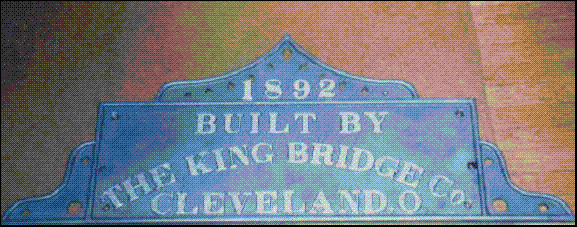 1892
BUILT BY
THE KING BRIDGE CO.
CLEVELAND.O